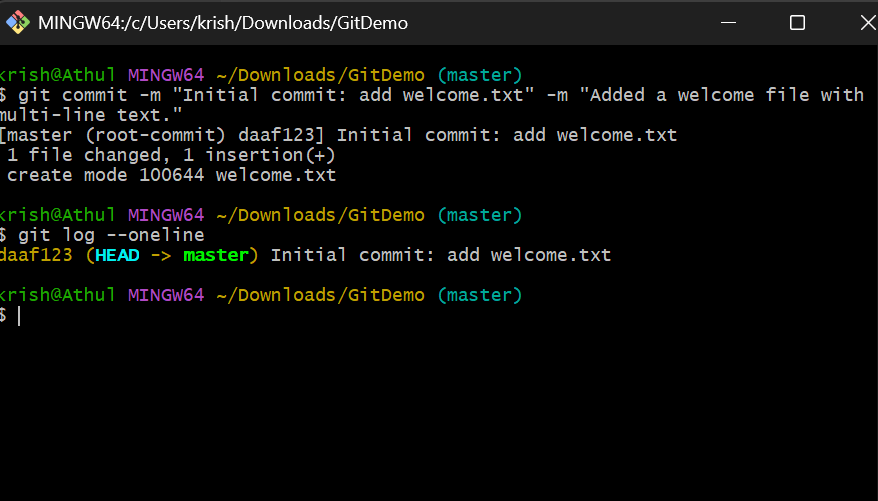 MINGW64:/c/Users/krish/Downloads/GitDemo
krish@Athul MINGW64 ~/Downloads/GitDemo (master)
$ git commit -m "Initial commit: add welcome.txt" -m "Added a welcome file with
multi-line text."
[master (root-commit) daaf123] Initial commit: add welcome.txt
1 file changed, 1 insertion(+)
create mode 100644 welcome.txt
krish@Athul MINGW64 ~/Downloads/GitDemo (master)
$ git log --oneline
daaf123 (HEAD -> master) Initial commit: add welcome.txt
krish@Athul MINGW64 ~/Downloads/GitDemo (master)
$